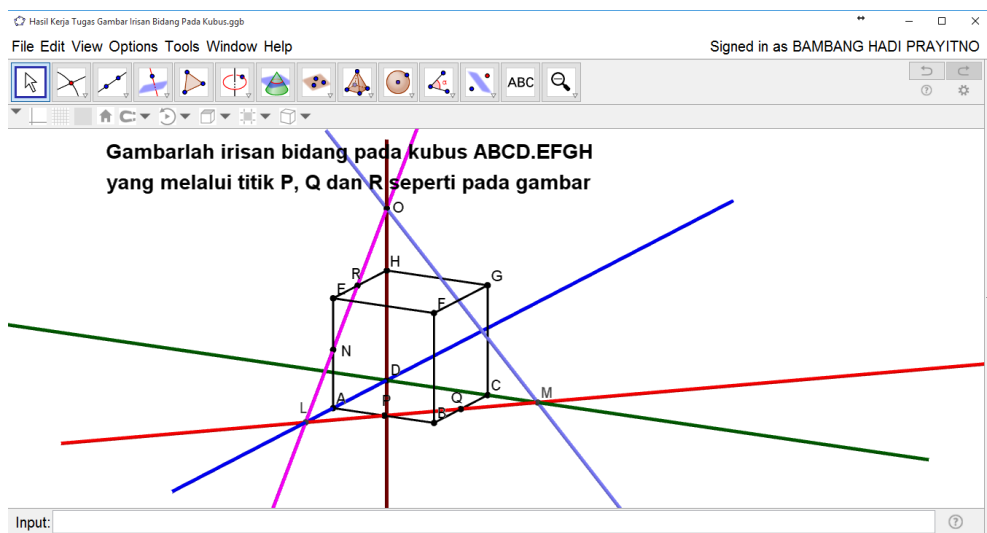 Hasil Kerja Tugas Gambar Irisan Bidang Pada Kubus.ggb
File Edit View Options Tools Window Help
Signed in as BAMBANG HADI PRAYITNO
ABC
Gambarlah irisan bidang pada kubus ABCD.EFGH
yang melalui titik P, Q dan R seperti pada gambar
O
H
R
G
E
F
N
D
C
M
Q
A
P
L
B
Input: